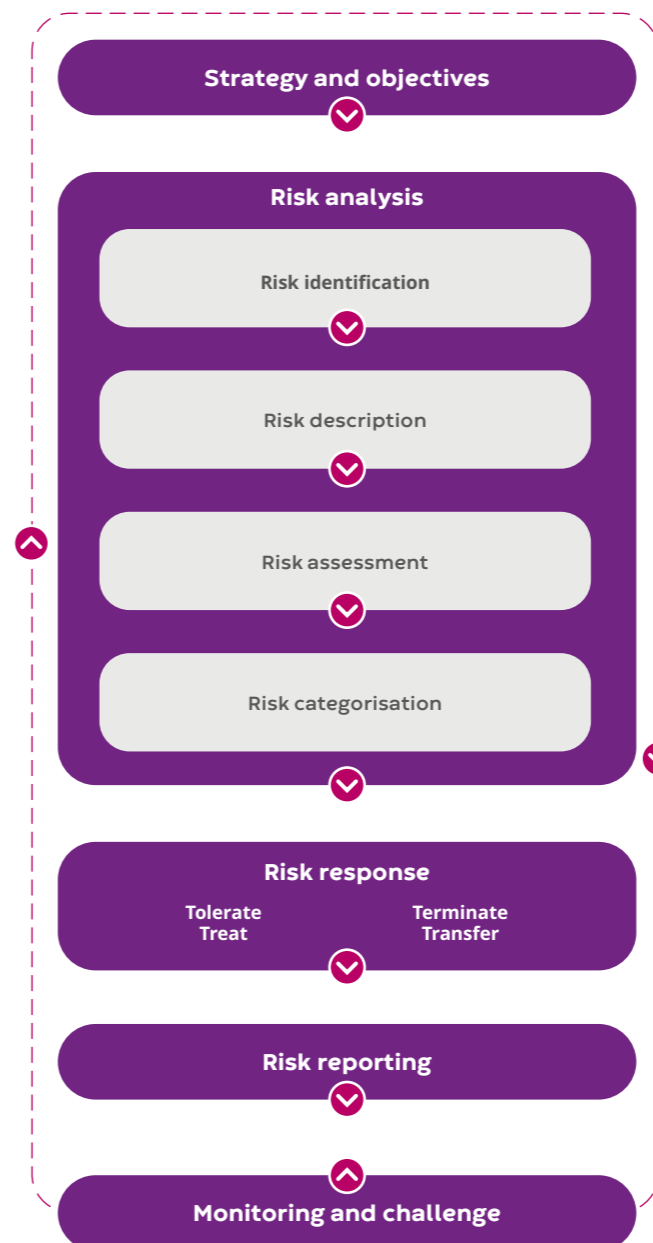 Strategy and objectives
Risk analysis
Risk identification
Risk description
Risk assessment
Risk categorisation
Risk response
Tolerate
Treat
Terminate
Transfer
Risk reporting
Monitoring and challenge